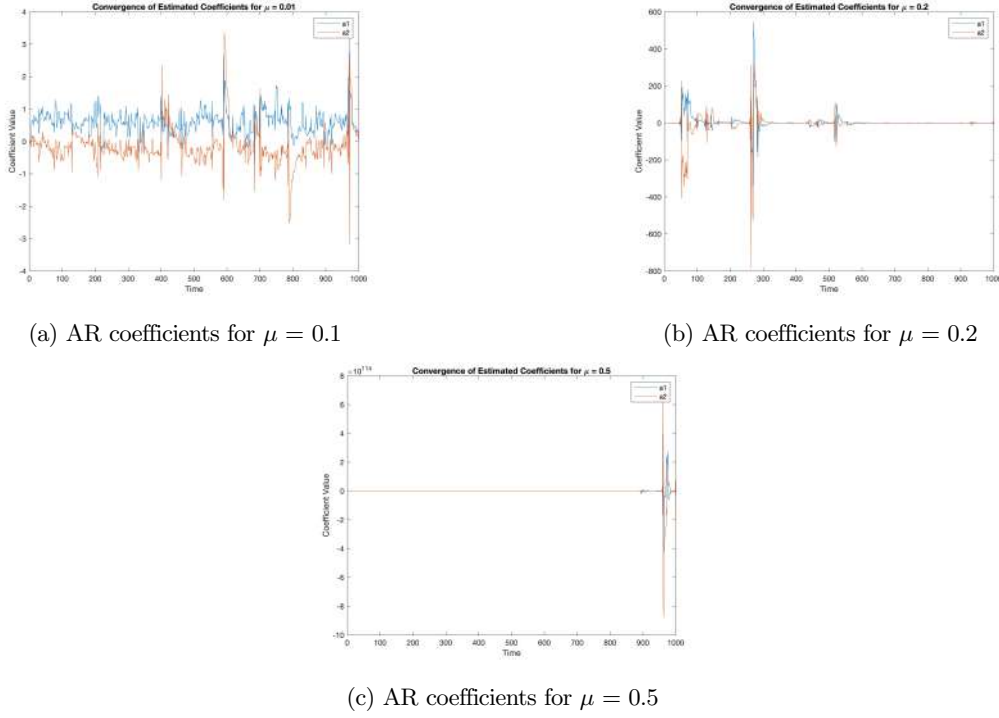 Convergence of Estimated Coefficients for μ = 0.01
a1
a2
Coefficient Value
4
3
2
1
0
-1
-2
-3
-4
0 100 200 300 400 500 600 700 800 900 1000
Time
(a) AR coefficients for μ = 0.1
Convergence of Estimated Coefficients for μ = 0.2
a1
a2
Coefficient Value
600
400
200
0
-200
-400
-600
-800
0 100 200 300 400 500 600 700 800 900 1000
Time
(b) AR coefficients for μ = 0.2
Convergence of Estimated Coefficients for μ = 0.5
a1
a2
Coefficient Value
8
6
4
2
0
-2
-4
-6
-8
-10
0 100 200 300 400 500 600 700 800 900 1000
Time
(c) AR coefficients for μ = 0.5